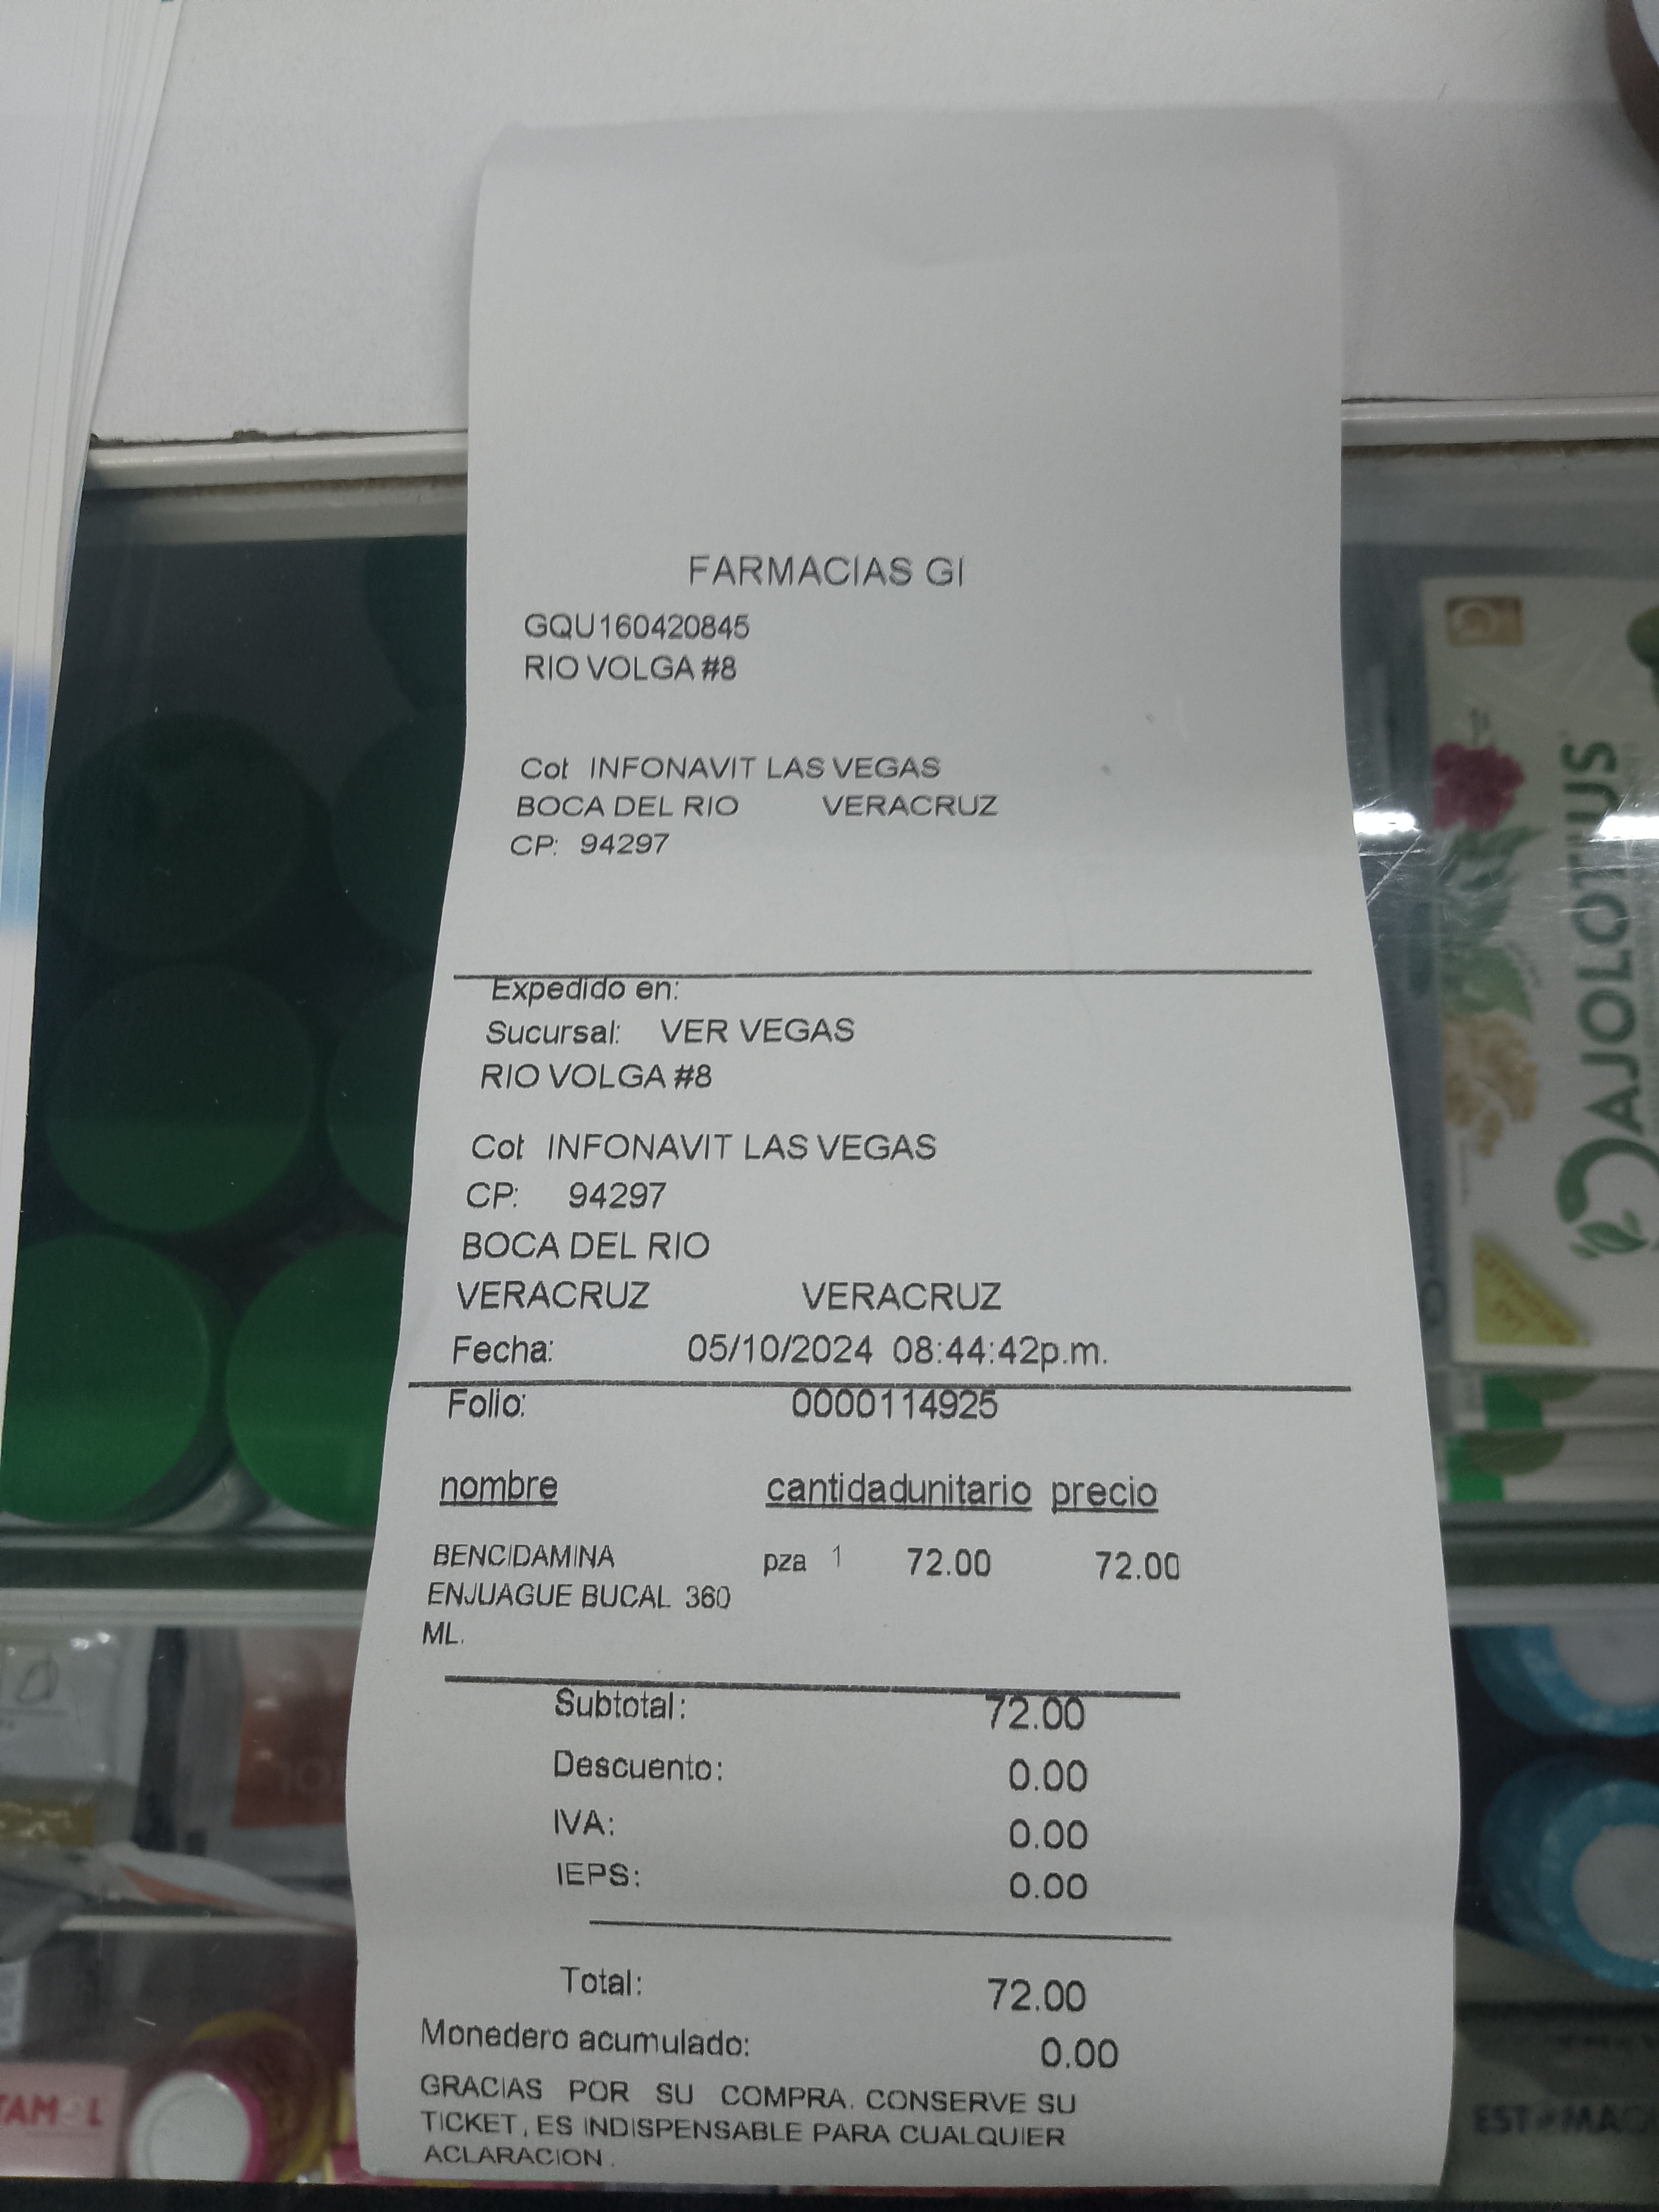 FARMACIAS GI
GQU160420845
RIO VOLGA #8
Col INFONAVIT LAS VEGAS
BOCA DEL RIO VERACRUZ
CP: 94297
Expedido en:
Sucursal: VER VEGAS
RIO VOLGA #8
Col INFONAVIT LAS VEGAS
CP: 94297
BOCA DEL RIO
VERACRUZ VERACRUZ
Fecha: 05/10/2024 08:44:42p.m.
Folio: 0000114925
nombre cantidadunitario precio
BENCIDAMINA pza 1 72.00 72.00
ENJUAGUE BUCAL 360
ML.
Subtotal: 72.00
Descuento: 0.00
IVA: 0.00
IEPS: 0.00
Total: 72.00
Monedero acumulado: 0.00
GRACIAS POR SU COMPRA. CONSERVE SU
TICKET, ES INDISPENSABLE PARA CUALQUIER
ACLARACION.
AJOLOTIUS